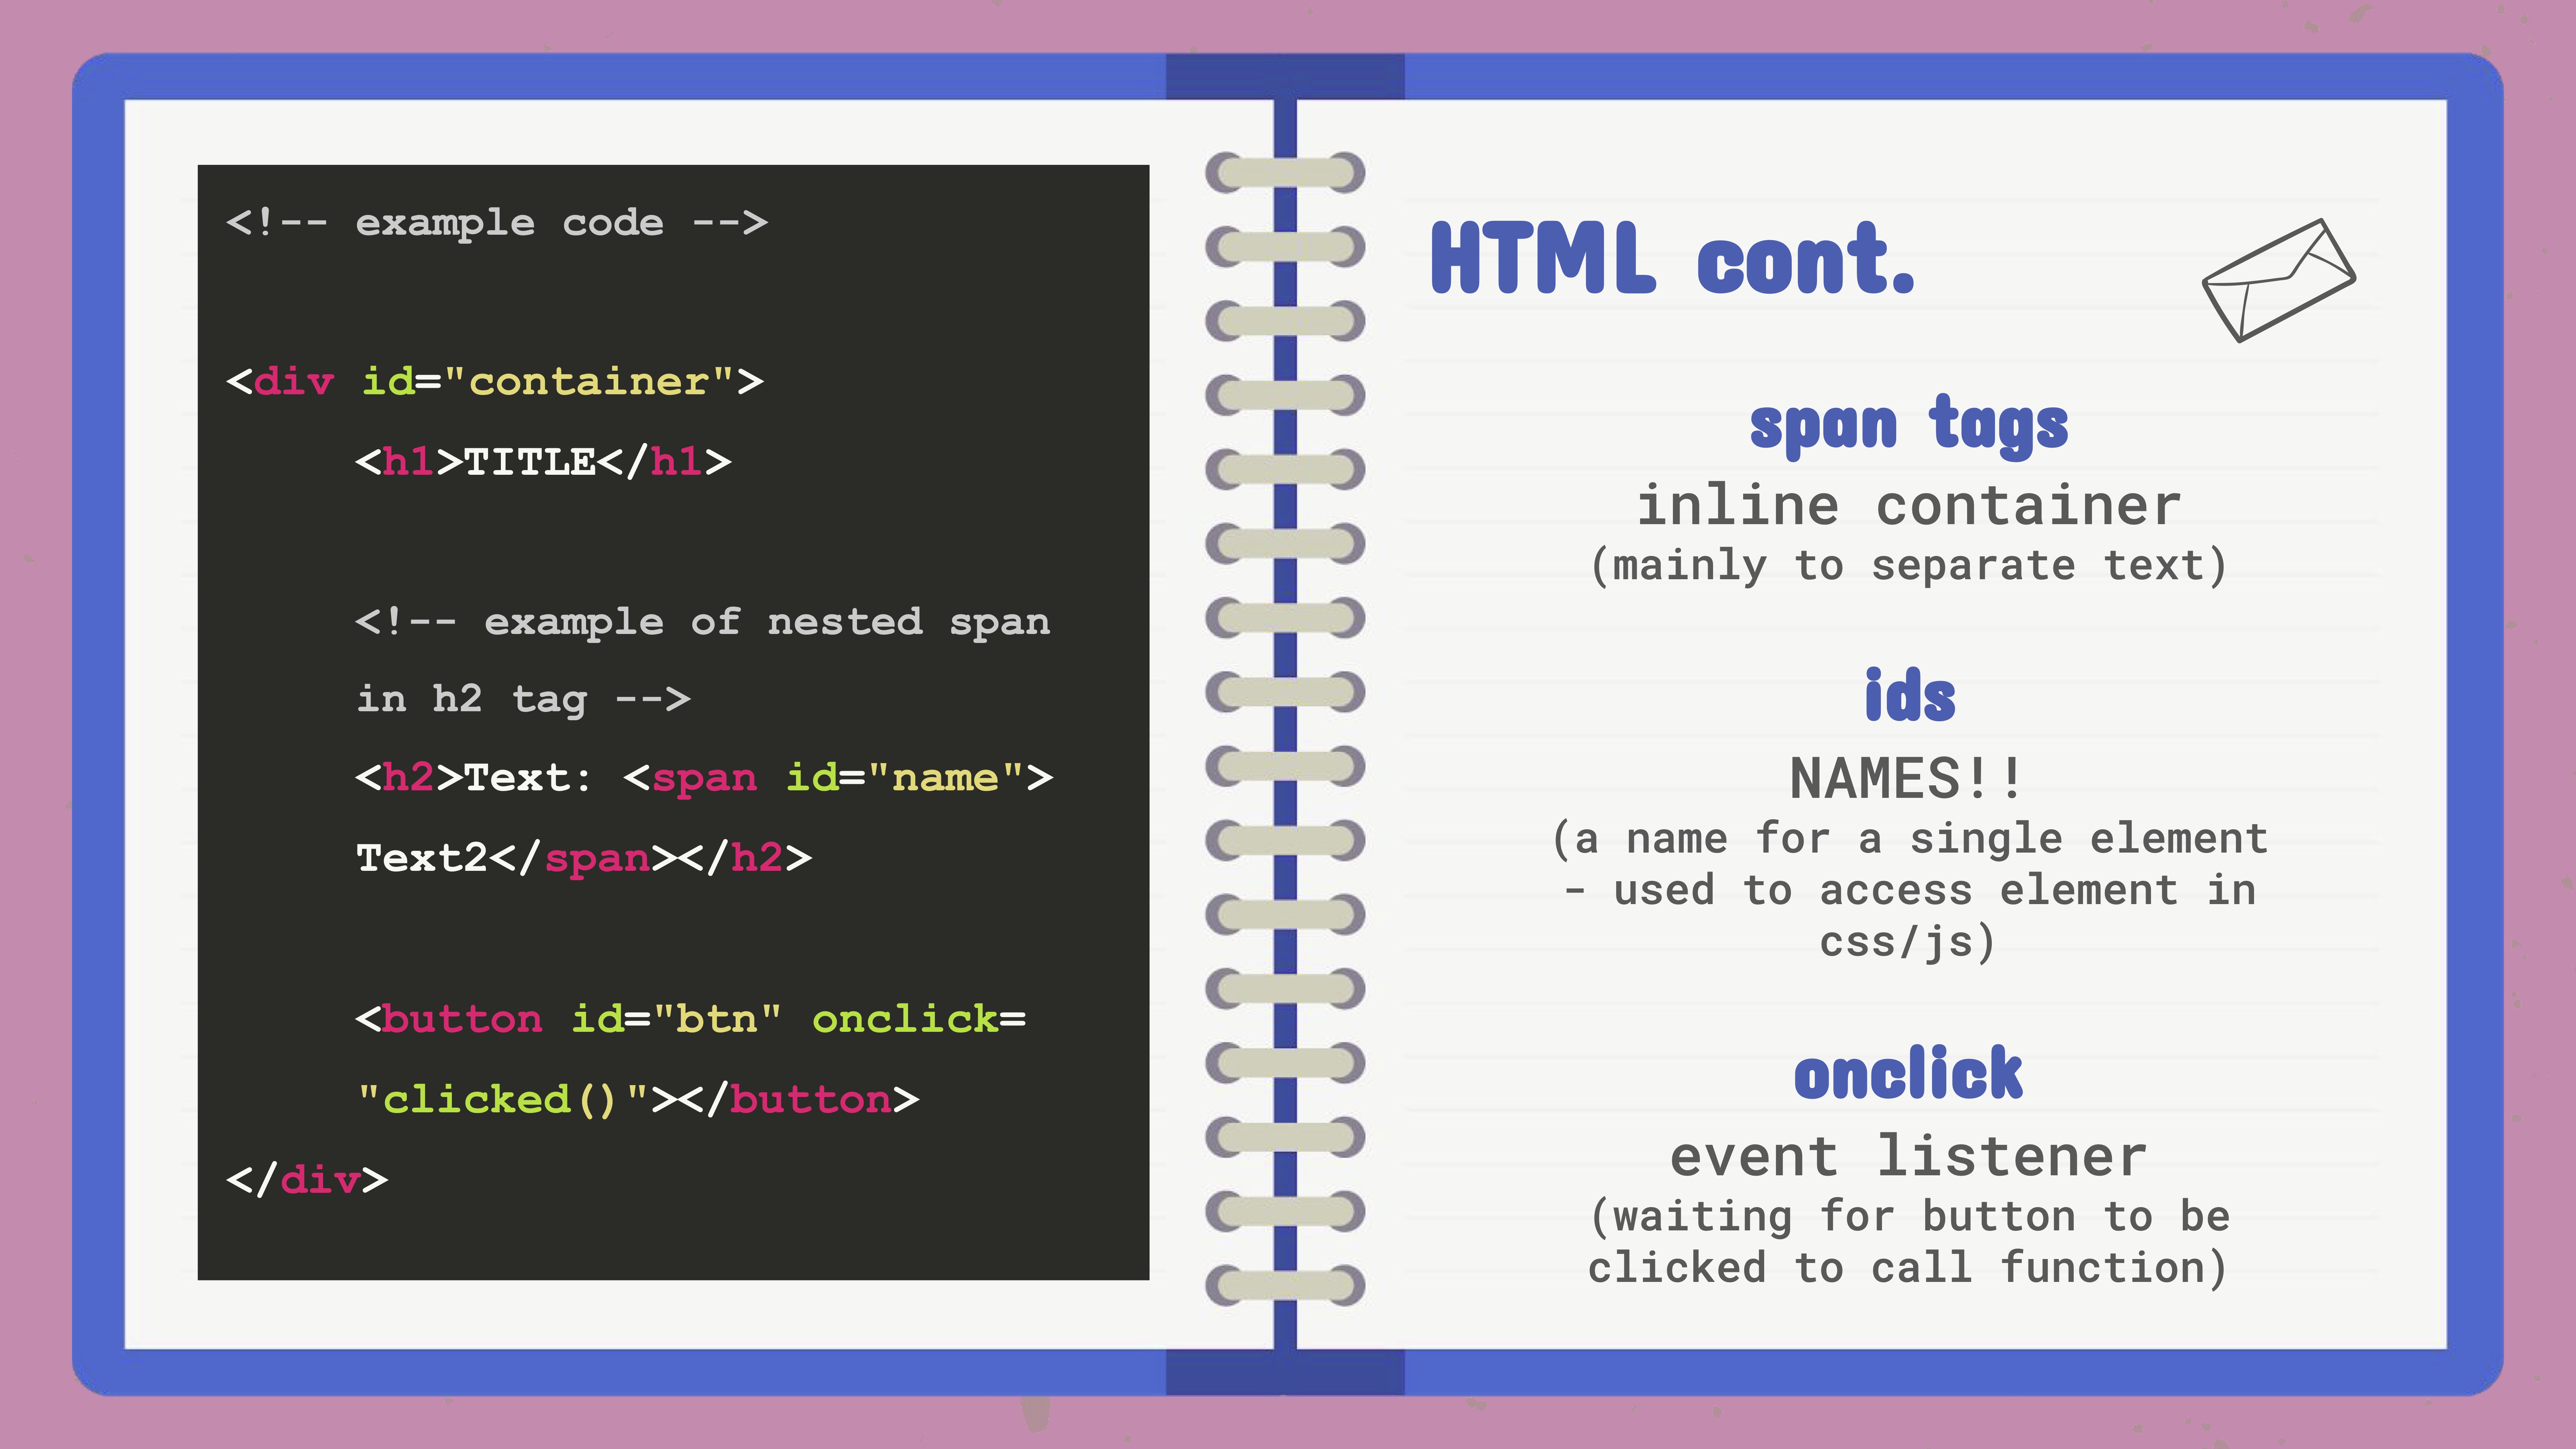 <!-- example code -->
<div id="container">
<h1>TITLE</h1>
<!-- example of nested span
in h2 tag -->
<h2>Text: <span id="name">
Text2</span></h2>
<button id="btn" onclick=
"clicked()"></button>
</div>
HTML cont.
span tags
inline container
(mainly to separate text)
ids
NAMES!!
(a name for a single element
- used to access element in
css/js)
onclick
event listener
(waiting for button to be
clicked to call function)